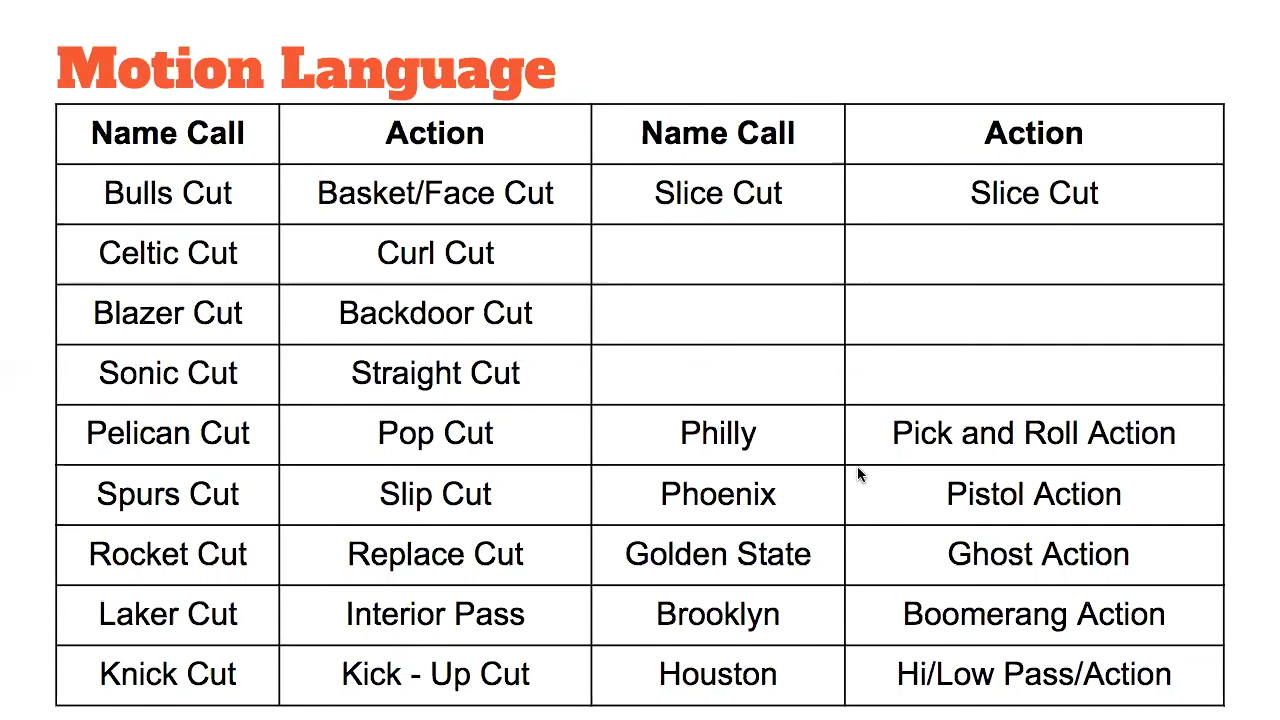 Motion Language
Name Call Action Name Call Action
Bulls Cut Basket/Face Cut Slice Cut Slice Cut
Celtic Cut Curl Cut
Blazer Cut Backdoor Cut
Sonic Cut Straight Cut
Pelican Cut Pop Cut Philly Pick and Roll Action
Spurs Cut Slip Cut Phoenix Pistol Action
Rocket Cut Replace Cut Golden State Ghost Action
Laker Cut Interior Pass Brooklyn Boomerang Action
Knick Cut Kick - Up Cut Houston Hi/Low Pass/Action